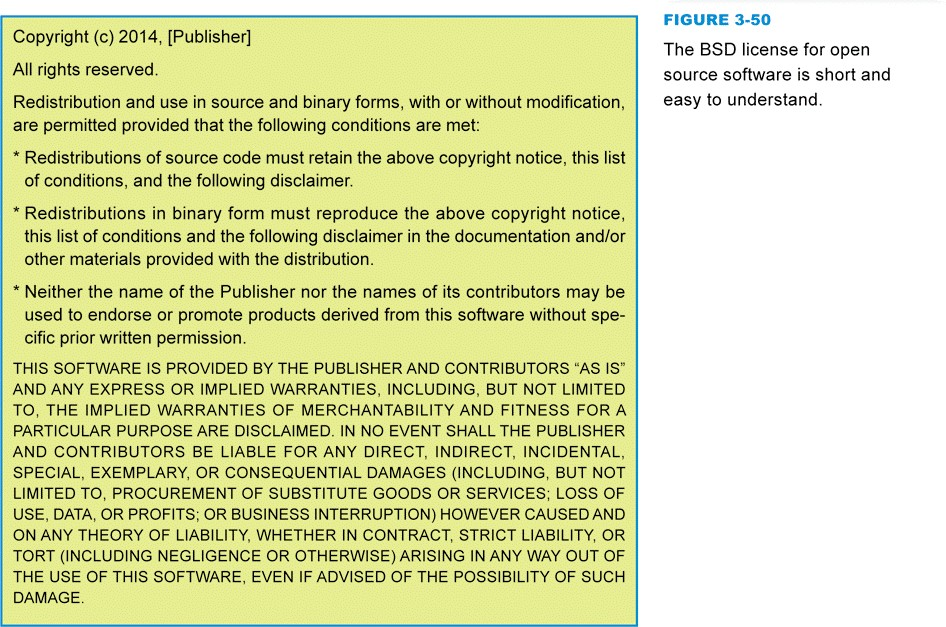 Copyright (c) 2014, [Publisher]
All rights reserved.
Redistribution and use in source and binary forms, with or without modification,
are permitted provided that the following conditions are met:
* Redistributions of source code must retain the above copyright notice, this list
of conditions, and the following disclaimer.
* Redistributions in binary form must reproduce the above copyright notice,
this list of conditions and the following disclaimer in the documentation and/or
other materials provided with the distribution.
* Neither the name of the Publisher nor the names of its contributors may be
used to endorse or promote products derived from this software without spe-
cific prior written permission.
THIS SOFTWARE IS PROVIDED BY THE PUBLISHER AND CONTRIBUTORS “AS IS”
AND ANY EXPRESS OR IMPLIED WARRANTIES, INCLUDING, BUT NOT LIMITED
TO, THE IMPLIED WARRANTIES OF MERCHANTABILITY AND FITNESS FOR A
PARTICULAR PURPOSE ARE DISCLAIMED. IN NO EVENT SHALL THE PUBLISHER
AND CONTRIBUTORS BE LIABLE FOR ANY DIRECT, INDIRECT, INCIDENTAL,
SPECIAL, EXEMPLARY, OR CONSEQUENTIAL DAMAGES (INCLUDING, BUT NOT
LIMITED TO, PROCUREMENT OF SUBSTITUTE GOODS OR SERVICES; LOSS OF
USE, DATA, OR PROFITS; OR BUSINESS INTERRUPTION) HOWEVER CAUSED AND
ON ANY THEORY OF LIABILITY, WHETHER IN CONTRACT, STRICT LIABILITY, OR
TORT (INCLUDING NEGLIGENCE OR OTHERWISE) ARISING IN ANY WAY OUT OF
THE USE OF THIS SOFTWARE, EVEN IF ADVISED OF THE POSSIBILITY OF SUCH
DAMAGE.
FIGURE 3-50
The BSD license for open
source software is short and
easy to understand.